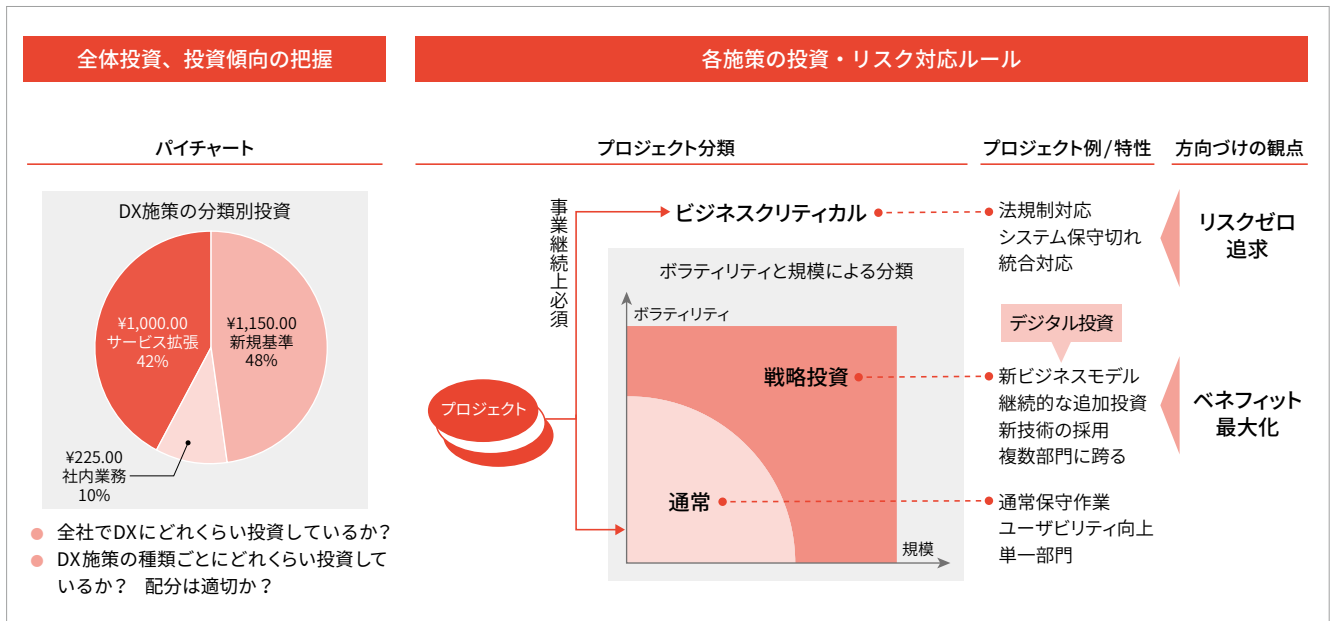 全体投資、投資傾向の把握
パイチャート
DX施策の分類別投資
¥1,000.00
サービス拡張
42%
¥1,150.00
新規基準
48%
¥225.00
社内業務
10%
全社でDXにどれくらい投資しているか?
DX施策の種類ごとにどれくらい投資して
いるか? 配分は適切か?
各施策の投資・リスク対応ルール
プロジェクト分類
プロジェクト例/特性
方向づけの観点
プロジェクト
事業継続上必須
ビジネスクリティカル
法規制対応
システム保守切れ
統合対応
リスクゼロ
追求
ボラティリティと規模による分類
ボラティリティ
デジタル投資
戦略投資
新ビジネスモデル
継続的な追加投資
新技術の採用
複数部門に跨る
ベネフィット
最大化
通常
通常保守作業
ユーザビリティ向上
単一部門
規模